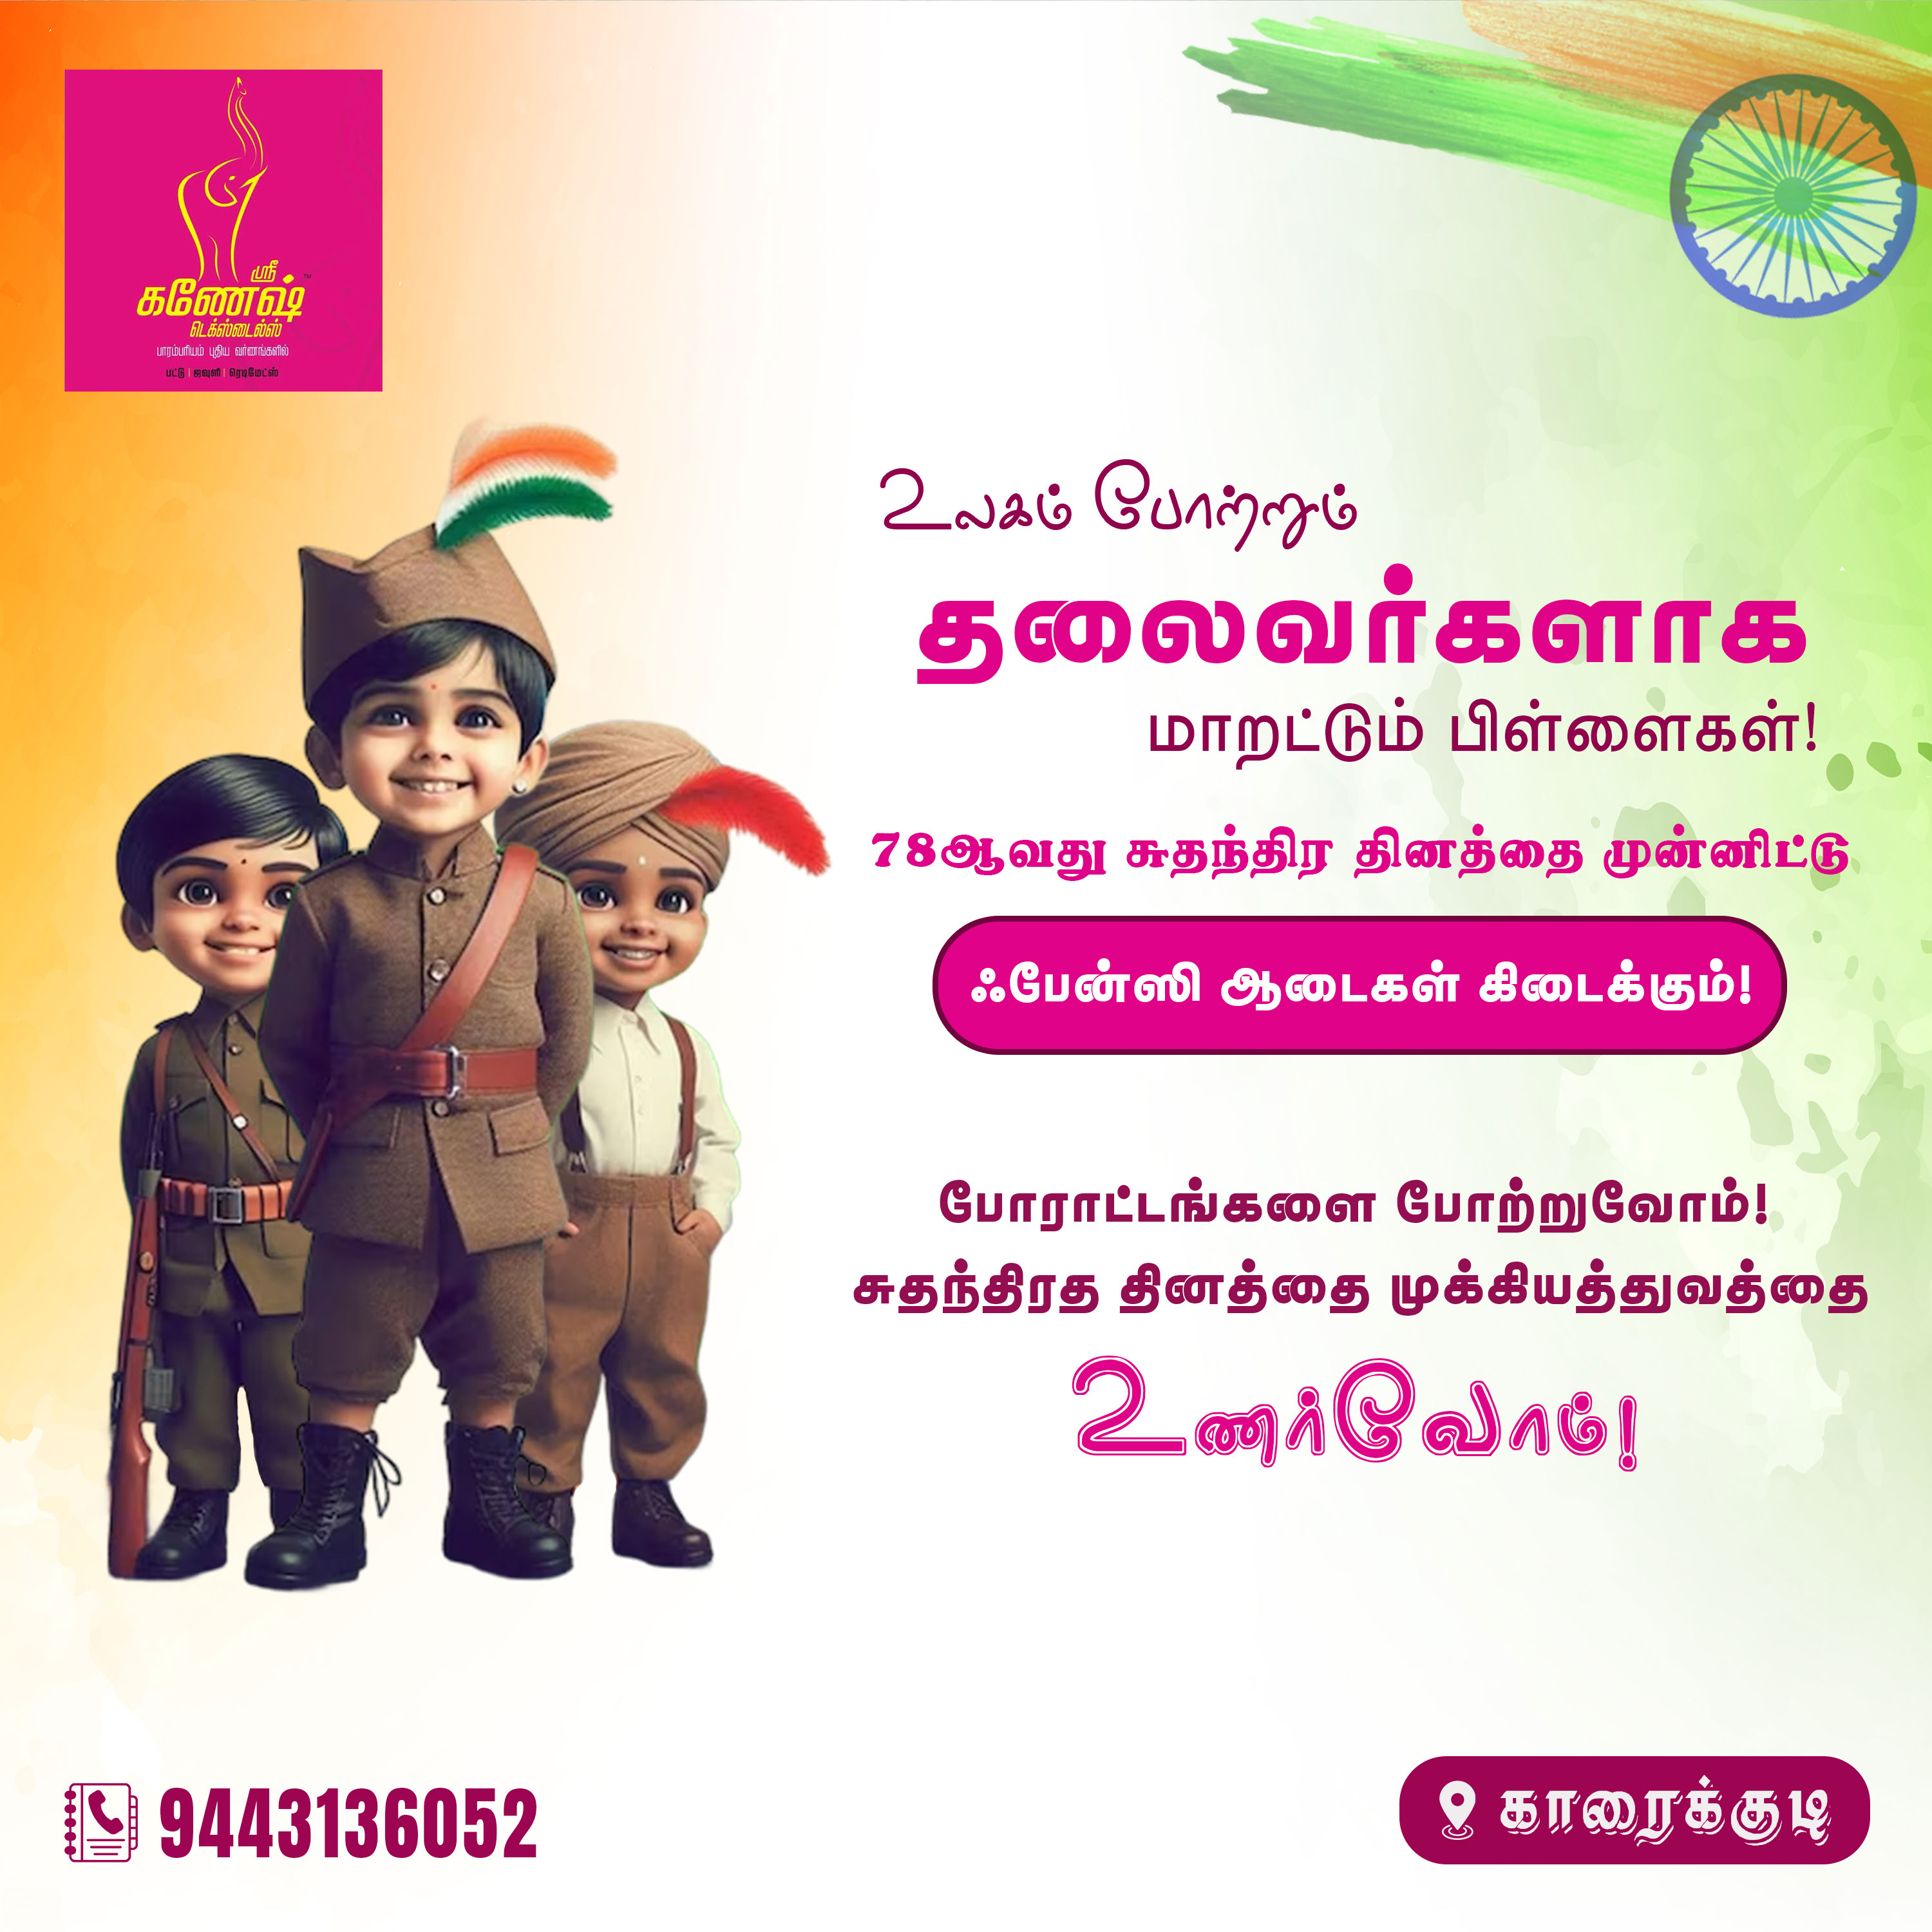 ஸ்ரீ
கணேஷ்
™
டெக்ஸ்டைல்ஸ்
பாரம்பரியம் புதிய வர்ணங்களில்
பட்டு | ஜவுளி | ரெடிமேட்ஸ்
உலகம் போற்றும்
தலைவர்களாக
மாறட்டும் பிள்ளைகள்!
78ஆவது சுதந்திர தினத்தை முன்னிட்டு
ஃபேன்ஸி ஆடைகள் கிடைக்கும்!
போராட்டங்களை போற்றுவோம்!
சுதந்திரத தினத்தை முக்கியத்துவத்தை
உணர்வோம்!
9443136052
காரைக்குடி